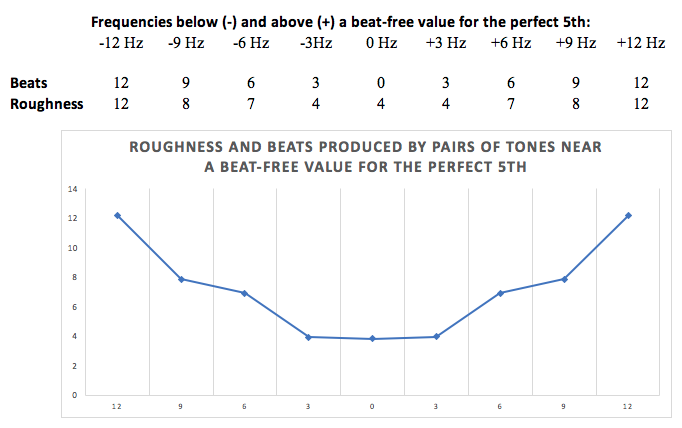 Frequencies below (-) and above (+) a beat-free value for the perfect 5th:
-12 Hz -9 Hz -6 Hz -3Hz 0 Hz +3 Hz +6 Hz +9 Hz +12 Hz
Beats 12 9 6 3 0 3 6 9 12
Roughness 12 8 7 4 4 4 7 8 12
ROUGHNESS AND BEATS PRODUCED BY PAIRS OF TONES NEAR
A BEAT-FREE VALUE FOR THE PERFECT 5TH
14
12
10
8
6
4
2
0
12 9 6 3 0 3 6 9 12